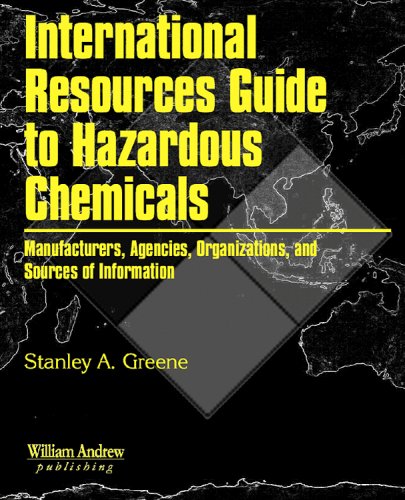 International
Resources Guide
to Hazardous
Chemicals
Manufacturers, Agencies, Organizations, and
Sources of Information
Stanley A. Greene
William Andrew
publishing